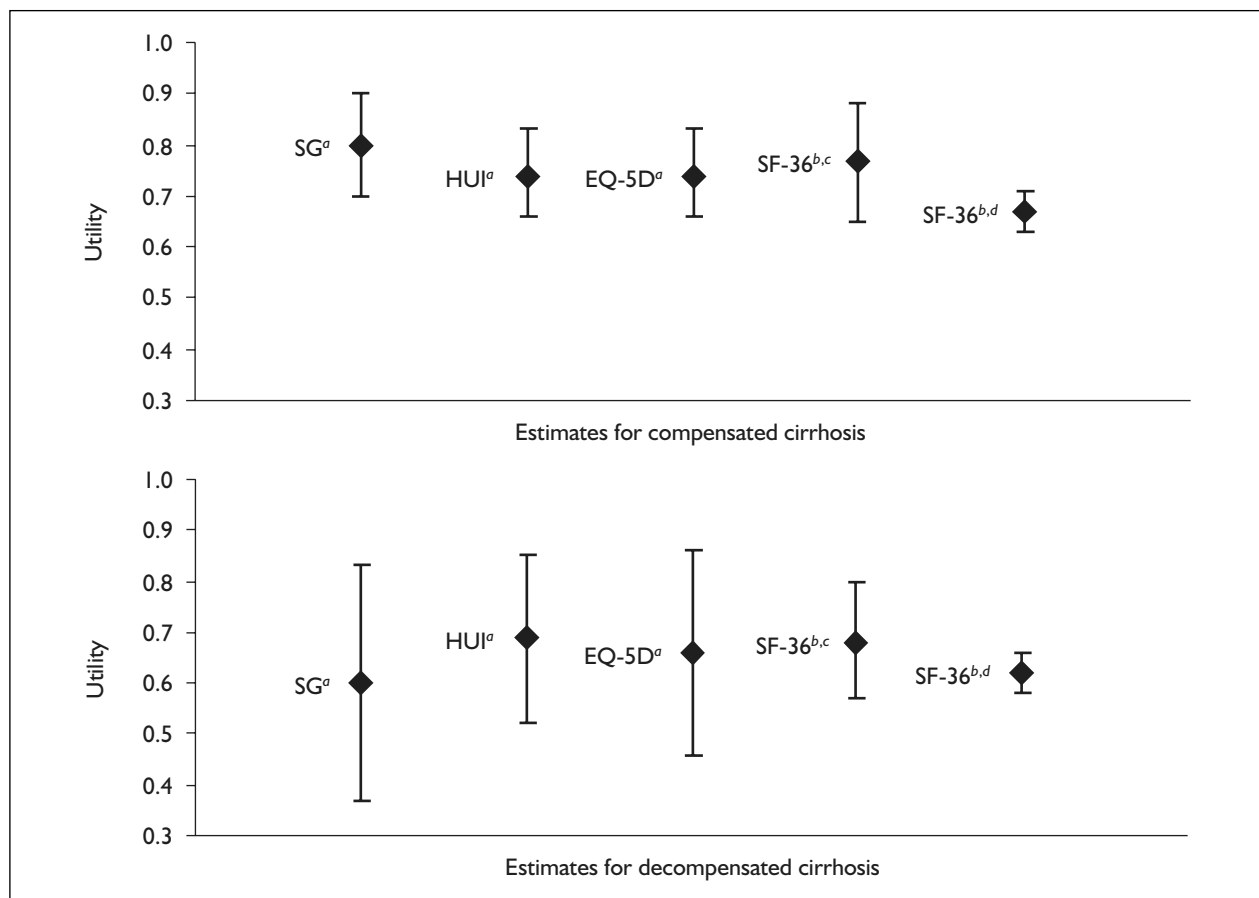 1.0
0.9
0.8
0.7
0.6
0.5
0.4
0.3
Utility
SGᵃ
HUIᵃ
EQ-5Dᵃ
SF-36ᵇ,ᶜ
SF-36ᵇ,ᵈ
Estimates for compensated cirrhosis
1.0
0.9
0.8
0.7
0.6
0.5
0.4
0.3
Utility
SGᵃ
HUIᵃ
EQ-5Dᵃ
SF-36ᵇ,ᶜ
SF-36ᵇ,ᵈ
Estimates for decompensated cirrhosis